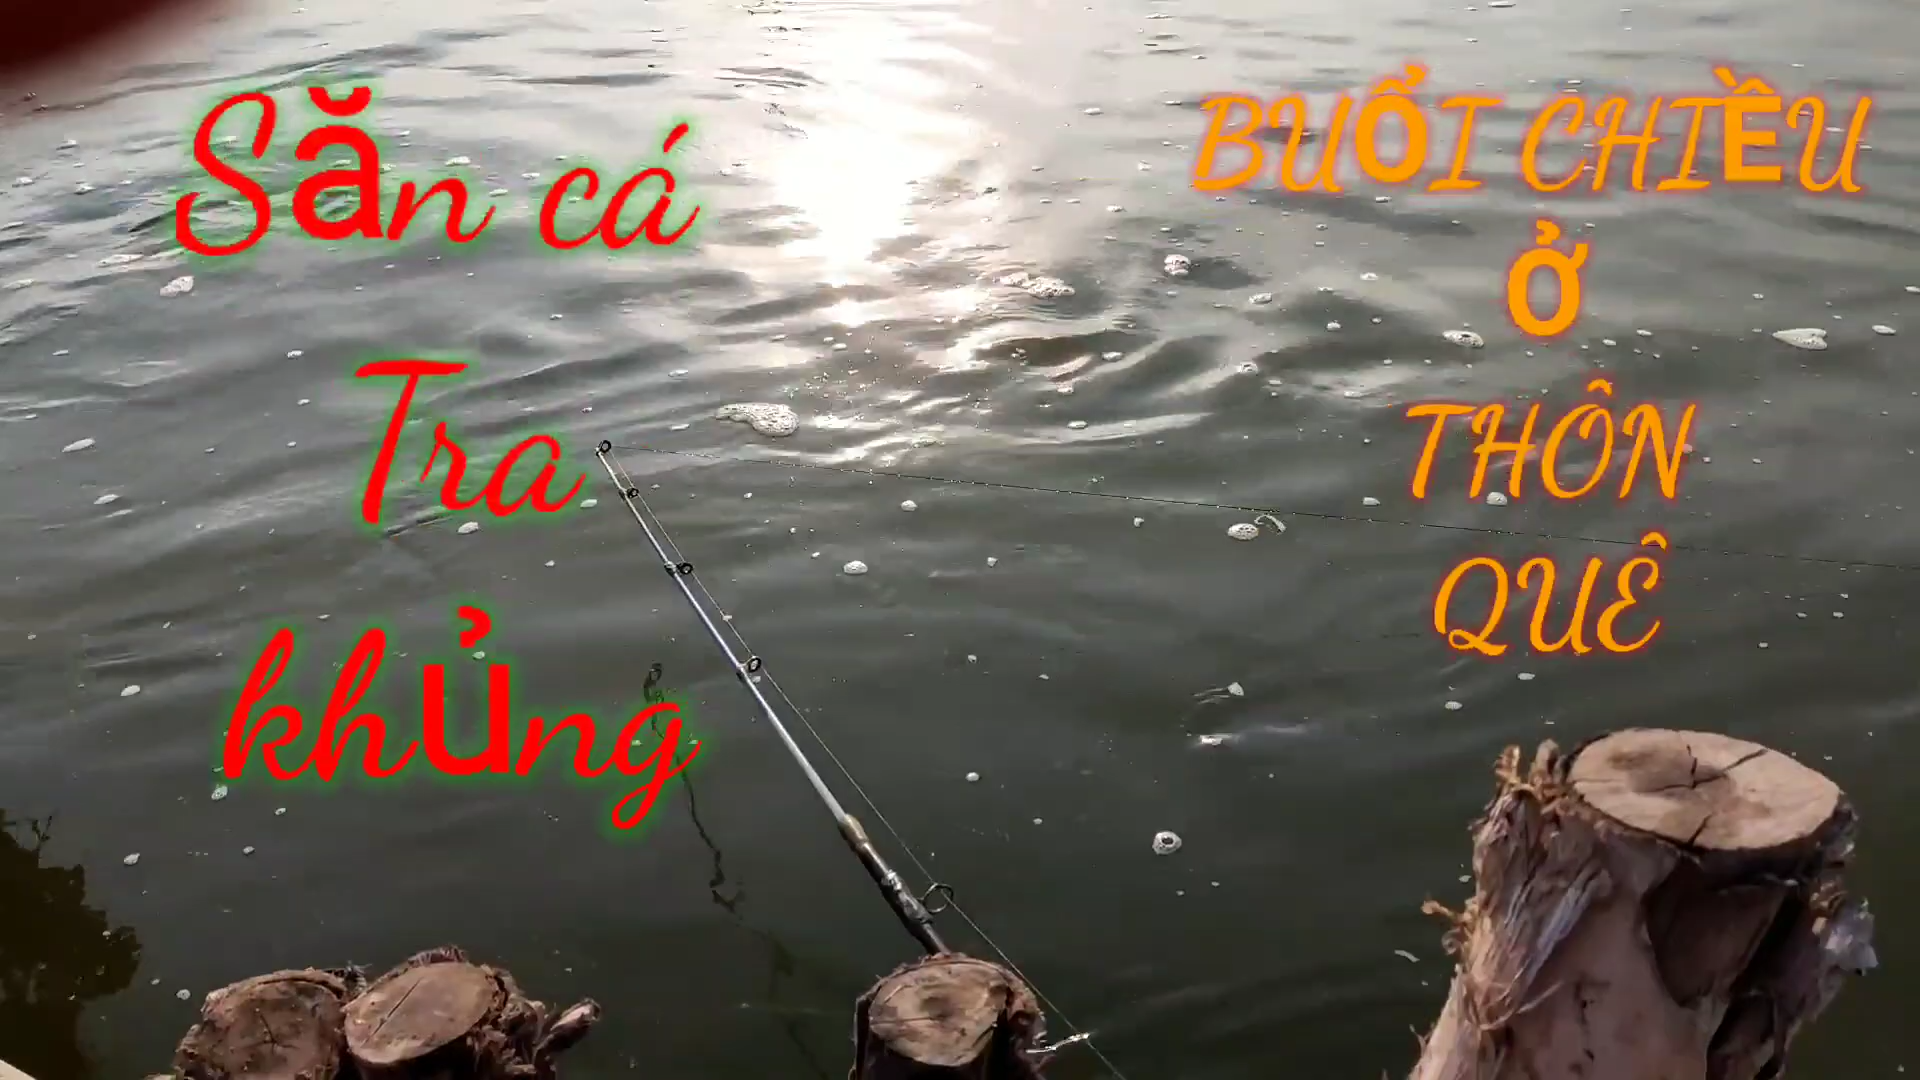 Săn cá
Tra
khủng
BUỔI CHIỀU
Ở
THÔN
QUÊ